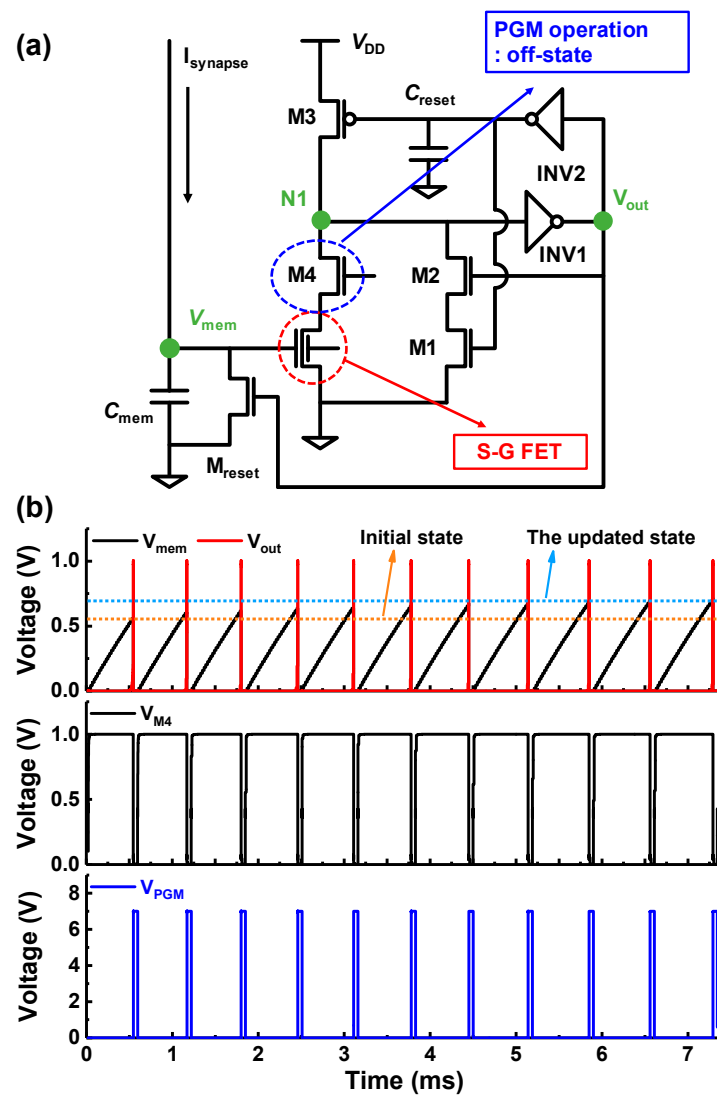 (a)
PGM operation
: off-state
I_synapse
V_DD
C_reset
M3
INV2
N1
V_out
INV1
M4
M2
V_mem
M1
C_mem
M_reset
S-G FET
(b)
V_mem V_out Initial state The updated state
1.0
0.5
0.0
Voltage (V)
V_M4
1.0
0.5
0.0
Voltage (V)
V_PGM
8
6
4
2
0
Voltage (V)
0 1 2 3 4 5 6 7
Time (ms)